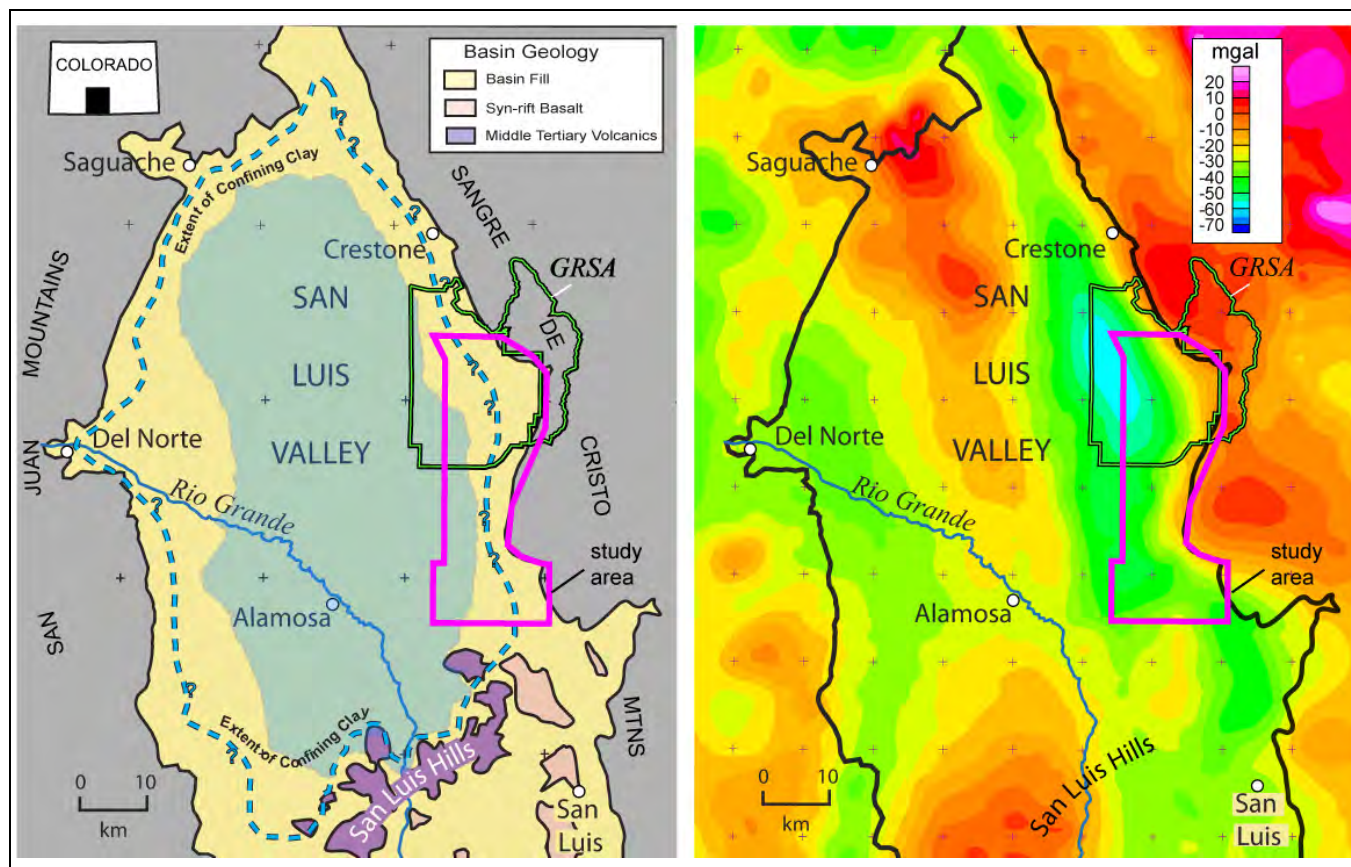 COLORADO
Basin Geology
Basin Fill
Syn-rift Basalt
Middle Tertiary Volcanics
Saguache
Extent of Confining Clay
?
?
?
SANGRE
Crestone
?
GRSA
DE
MOUNTAINS
SAN
LUIS
VALLEY
?
?
?
CRISTO
JUAN
Del Norte
?
Rio Grande
?
study
area
Alamosa
SAN
?
Extent of Confining Clay
?
San Luis Hills
MTNS
0 10
km
San
Luis
mgal
20
10
0
-10
-20
-30
-40
-50
-60
-70
Saguache
Crestone
GRSA
SAN
LUIS
VALLEY
Del Norte
Rio Grande
study
area
Alamosa
San Luis Hills
0 10
km
San
Luis